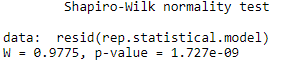 Shapiro-Wilk normality test
data:  resid(rep.statistical.model)
W = 0.9775, p-value = 1.727e-09